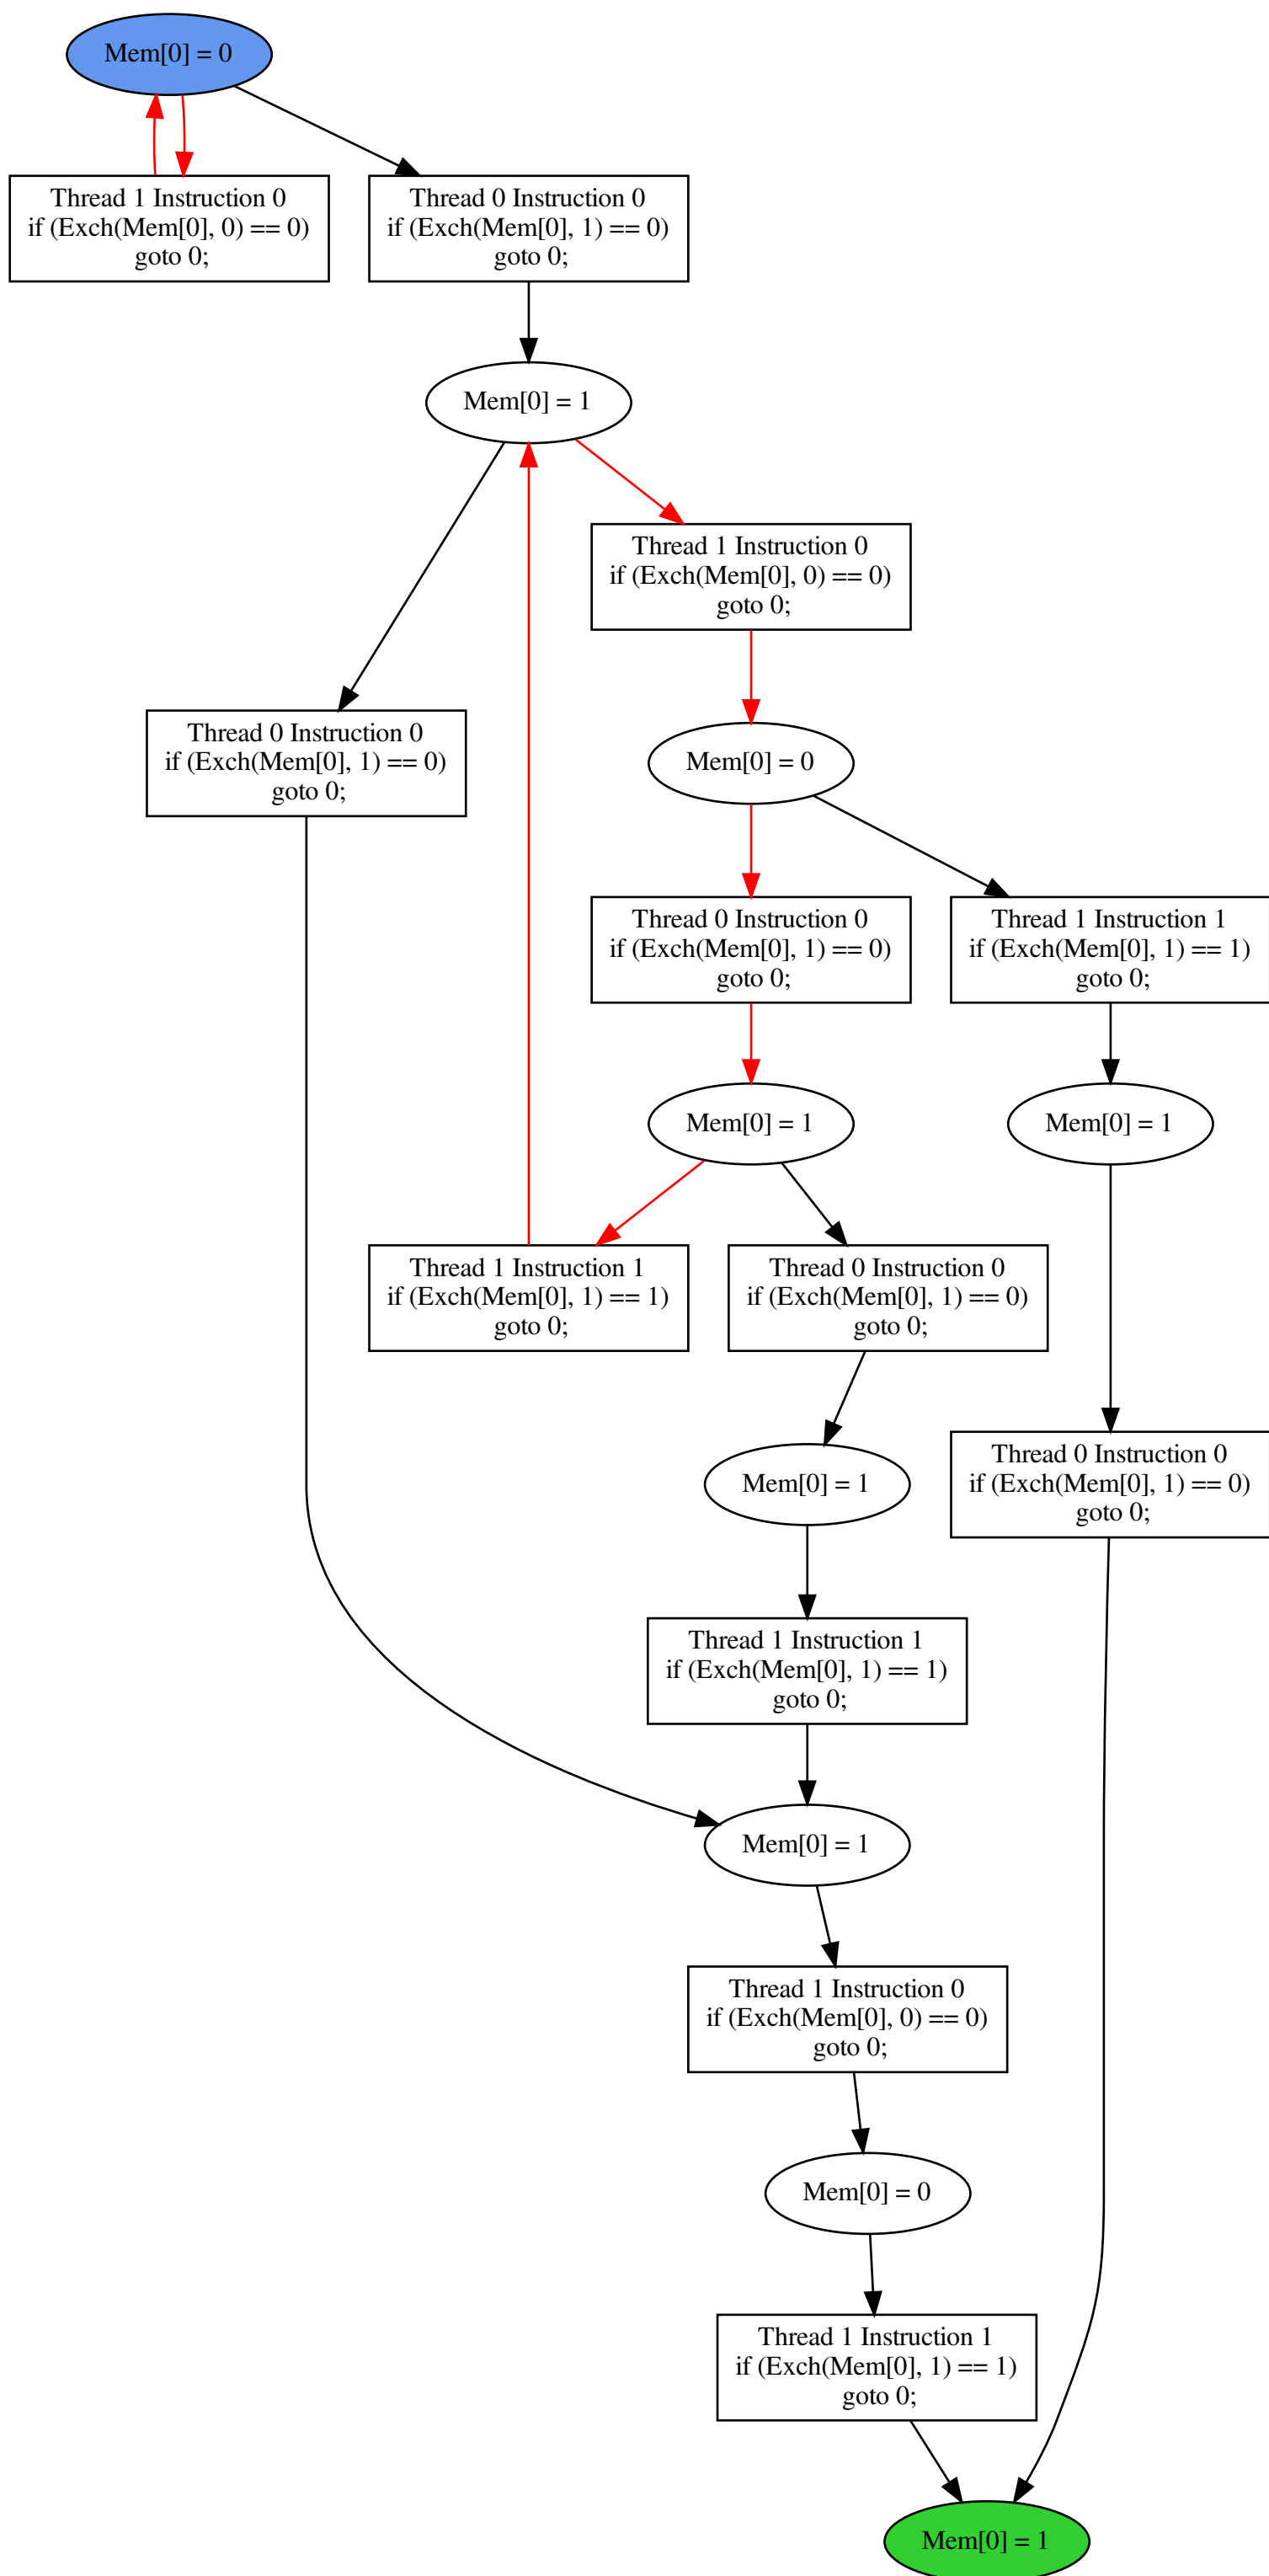 Mem[0] = 0
Thread 1 Instruction 0
if (Exch(Mem[0], 0) == 0)
goto 0;
Thread 0 Instruction 0
if (Exch(Mem[0], 1) == 0)
goto 0;
Mem[0] = 1
Thread 1 Instruction 0
if (Exch(Mem[0], 0) == 0)
goto 0;
Thread 0 Instruction 0
if (Exch(Mem[0], 1) == 0)
goto 0;
Mem[0] = 0
Thread 0 Instruction 0
if (Exch(Mem[0], 1) == 0)
goto 0;
Thread 1 Instruction 1
if (Exch(Mem[0], 1) == 1)
goto 0;
Mem[0] = 1
Mem[0] = 1
Thread 1 Instruction 1
if (Exch(Mem[0], 1) == 1)
goto 0;
Thread 0 Instruction 0
if (Exch(Mem[0], 1) == 0)
goto 0;
Mem[0] = 1
Thread 0 Instruction 0
if (Exch(Mem[0], 1) == 0)
goto 0;
Thread 1 Instruction 1
if (Exch(Mem[0], 1) == 1)
goto 0;
Mem[0] = 1
Thread 1 Instruction 0
if (Exch(Mem[0], 0) == 0)
goto 0;
Mem[0] = 0
Thread 1 Instruction 1
if (Exch(Mem[0], 1) == 1)
goto 0;
Mem[0] = 1